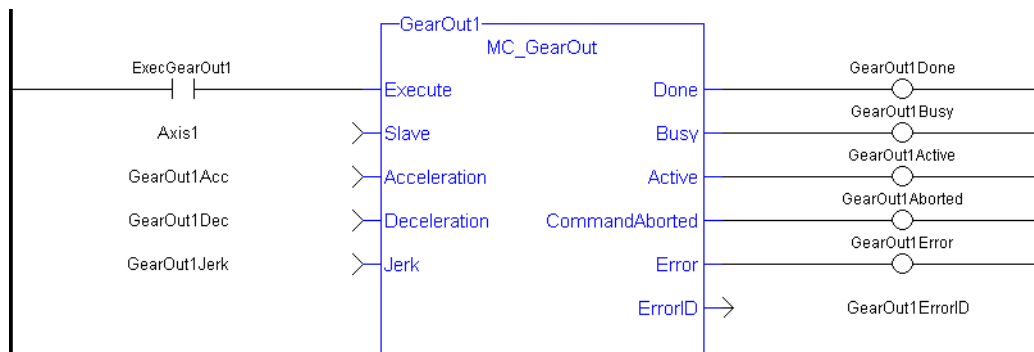 GearOut1
MC_GearOut
ExecGearOut1
Execute
Done
GearOut1Done
Axis1
Slave
Busy
GearOut1Busy
GearOut1Acc
Acceleration
Active
GearOut1Active
GearOut1Dec
Deceleration
CommandAborted
GearOut1Aborted
GearOut1Jerk
Jerk
Error
GearOut1Error
ErrorID
GearOut1ErrorID